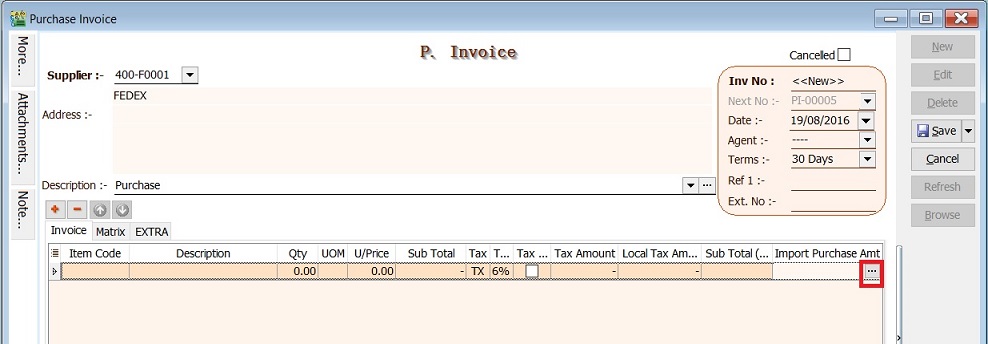 Purchase Invoice
More...
Attachments...
Note...
P. Invoice
Cancelled
Supplier :- 400-F0001
FEDEX
Address :-
Description :- Purchase
Inv No : <<New>>
Next No :- PI-00005
Date :- 19/08/2016
Agent :- ----
Terms :- 30 Days
Ref 1 :-
Ext. No :-
New
Edit
Delete
Save
Cancel
Refresh
Browse
Invoice Matrix EXTRA
Item Code Description Qty UOM U/Price Sub Total Tax T... Tax ... Tax Amount Local Tax Am... Sub Total (... Import Purchase Amt
0.00 0.00 - TX 6% - - - ...